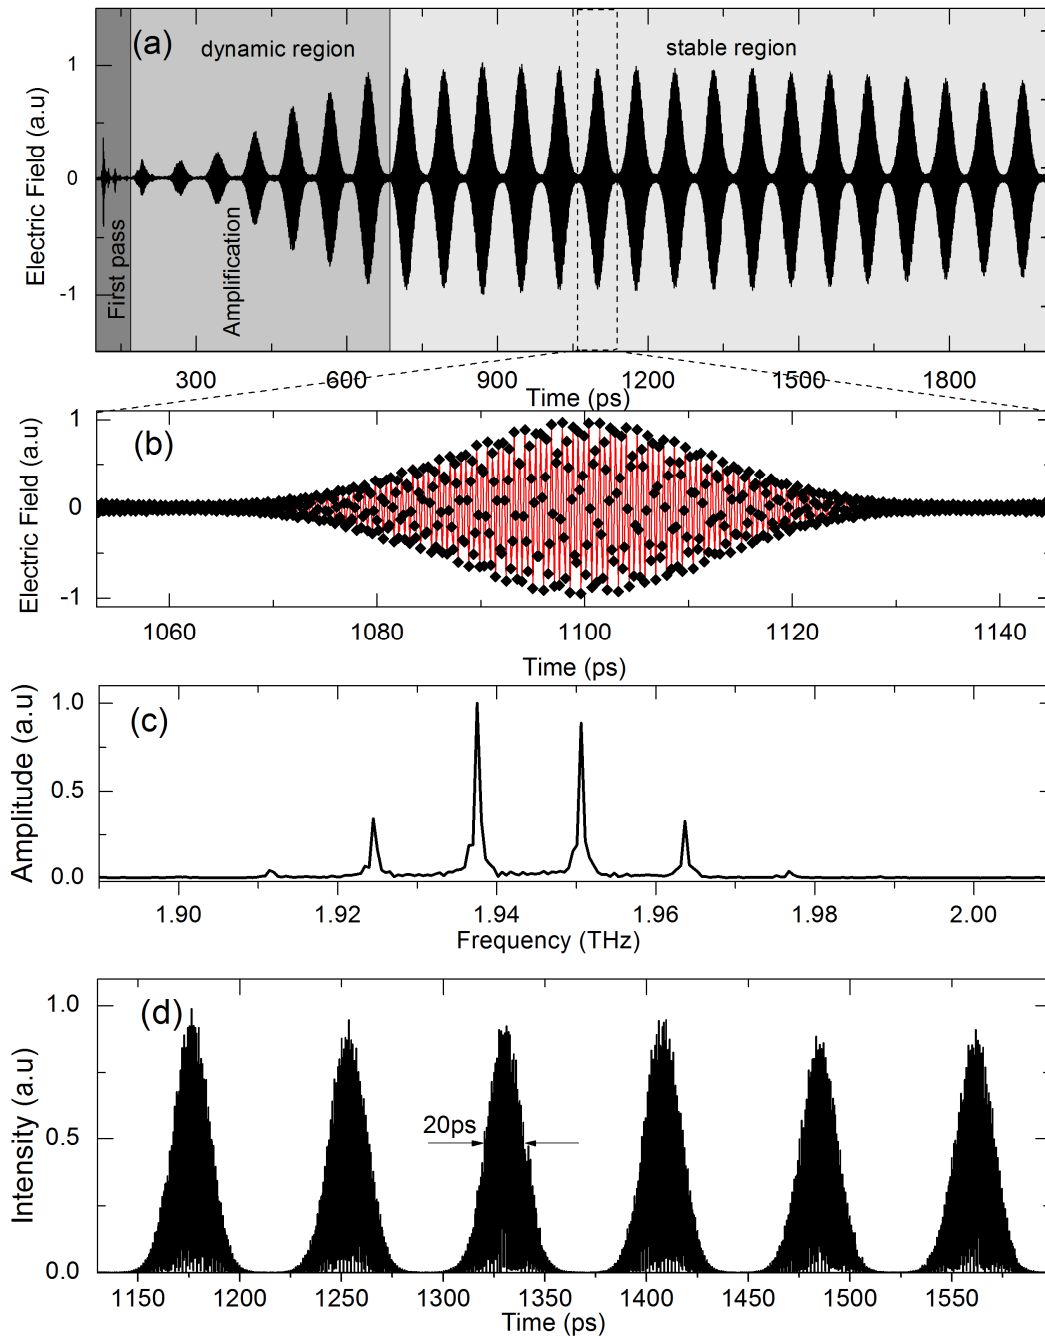 (a)
dynamic region
stable region
Electric Field (a.u)
1
0
-1
First pass
Amplification
300
600
900
1200
1500
1800
Time (ps)
(b)
Electric Field (a.u)
1
0
-1
1060
1080
1100
1120
1140
Time (ps)
(c)
Amplitude (a.u)
1.0
0.5
0.0
1.90
1.92
1.94
1.96
1.98
2.00
Frequency (THz)
(d)
Intensity (a.u)
1.0
0.5
0.0
20ps
1150
1200
1250
1300
1350
1400
1450
1500
1550
Time (ps)